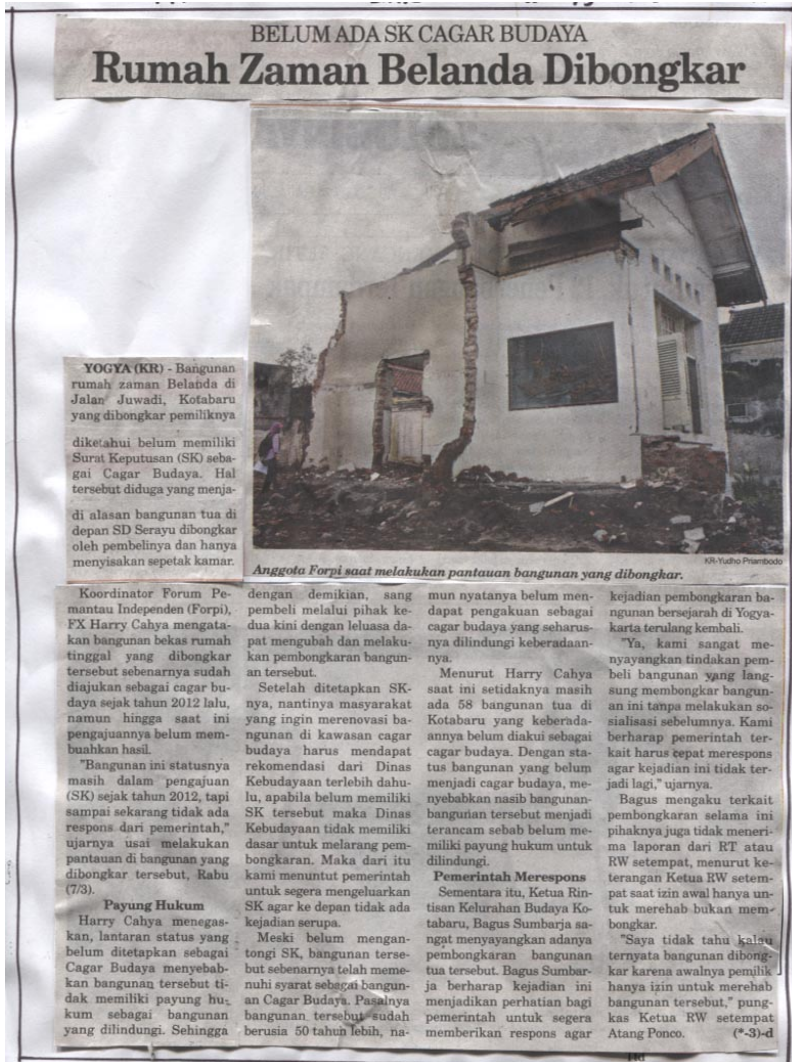 BELUM ADA SK CAGAR BUDAYA
Rumah Zaman Belanda Dibongkar
KR-Yudho Priambodo
Anggota Forpi saat melakukan pantauan bangunan yang dibongkar.
YOGYA (KR) - Bangunan
rumah zaman Belanda di
Jalan Juwadi, Kotabaru
yang dibongkar pemiliknya
diketahui belum memiliki
Surat Keputusan (SK) seba-
gai Cagar Budaya. Hal
tersebut diduga yang menja-
di alasan bangunan tua di
depan SD Serayu dibongkar
oleh pembelinya dan hanya
menyisakan sepetak kamar.
Koordinator Forum Pe-
mantau Independen (Forpi),
FX Harry Cahya mengata-
kan bangunan bekas rumah
tinggal yang dibongkar
tersebut sebenarnya sudah
diajukan sebagai cagar bu-
daya sejak tahun 2012 lalu,
namun hingga saat ini
pengajuannya belum mem-
buahkan hasil.
"Bangunan ini statusnya
masih dalam pengajuan
(SK) sejak tahun 2012, tapi
sampai sekarang tidak ada
respons dari pemerintah,"
ujarnya usai melakukan
pantauan di bangunan yang
dibongkar tersebut, Rabu
(7/3).
Payung Hukum
Harry Cahya menegas-
kan, lantaran status yang
belum ditetapkan sebagai
Cagar Budaya menyebab-
kan bangunan tersebut ti-
dak memiliki payung hu-
kum sebagai bangunan
yang dilindungi. Sehingga
dengan demikian, sang
pembeli melalui pihak ke-
dua kini dengan leluasa da-
pat mengubah dan melaku-
kan pembongkaran bangun-
an tersebut.
Setelah ditetapkan SK-
nya, nantinya masyarakat
yang ingin merenovasi ba-
ngunan di kawasan cagar
budaya harus mendapat
rekomendasi dari Dinas
Kebudayaan terlebih dahu-
lu, apabila belum memiliki
SK tersebut maka Dinas
Kebudayaan tidak memiliki
dasar untuk melarang pem-
bongkaran. Maka dari itu
kami menuntut pemerintah
untuk segera mengeluarkan
SK agar ke depan tidak ada
kejadian serupa.
Meski belum mengan-
tongi SK, bangunan terse-
but sebenarnya telah meme-
nuhi syarat sebagai bangun-
an Cagar Budaya. Pasalnya
bangunan tersebut sudah
berusia 50 tahun lebih, na-
mun nyatanya belum men-
dapat pengakuan sebagai
cagar budaya yang seharus-
nya dilindungi keberadaan-
nya.
Menurut Harry Cahya
saat ini setidaknya masih
ada 58 bangunan tua di
Kotabaru yang keberada-
annya belum diakui sebagai
cagar budaya. Dengan sta-
tus bangunan yang belum
menjadi cagar budaya, me-
nyebabkan nasib bangunan-
bangunan tersebut menjadi
terancam sebab belum me-
miliki payung hukum untuk
dilindungi.
Pemerintah Merespons
Sementara itu, Ketua Rin-
tisan Kelurahan Budaya Ko-
tabaru, Bagus Sumbarja sa-
ngat menyayangkan adanya
pembongkaran bangunan
tua tersebut. Bagus Sumbar-
ja berharap kejadian ini
menjadikan perhatian bagi
pemerintah untuk segera
memberikan respons agar
kejadian pembongkaran ba-
ngunan bersejarah di Yogya-
karta terulang kembali.
"Ya, kami sangat me-
nyayangkan tindakan pem-
beli bangunan yang lang-
sung membongkar bangun-
an ini tanpa melakukan so-
sialisasi sebelumnya. Kami
berharap pemerintah ter-
kait harus cepat merespons
agar kejadian ini tidak ter-
jadi lagi," ujarnya.
Bagus mengaku terkait
pembongkaran selama ini
pihaknya juga tidak meneri-
ma laporan dari RT atau
RW setempat, menurut ke-
terangan Ketua RW setem-
pat saat izin awal hanya un-
tuk merehab bukan mem-
bongkar.
"Saya tidak tahu kalau
ternyata bangunan dibong-
kar karena awalnya pemilik
hanya izin untuk merehab
bangunan tersebut," pung-
kas Ketua RW setempat
Atang Ponco. (*-3)-d